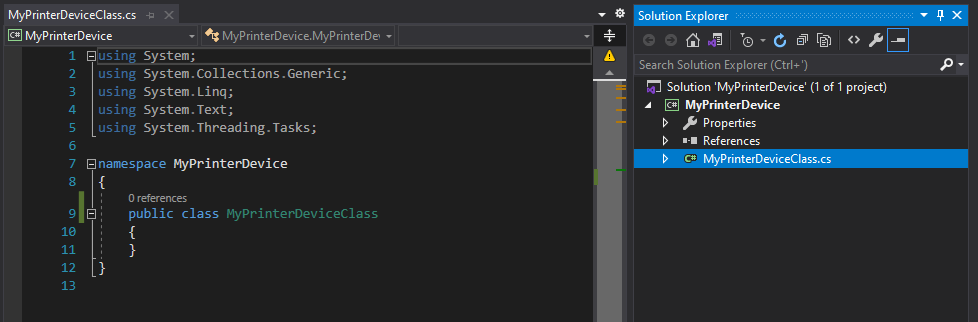 MyPrinterDeviceClass.cs
MyPrinterDevice
MyPrinterDevice.MyPrinterDev
1 using System;
2 using System.Collections.Generic;
3 using System.Linq;
4 using System.Text;
5 using System.Threading.Tasks;
6
7 namespace MyPrinterDevice
8 {
0 references
9 public class MyPrinterDeviceClass
10 {
11 }
12 }
13
Solution Explorer
Search Solution Explorer (Ctrl+')
Solution 'MyPrinterDevice' (1 of 1 project)
C# MyPrinterDevice
Properties
References
C# MyPrinterDeviceClass.cs